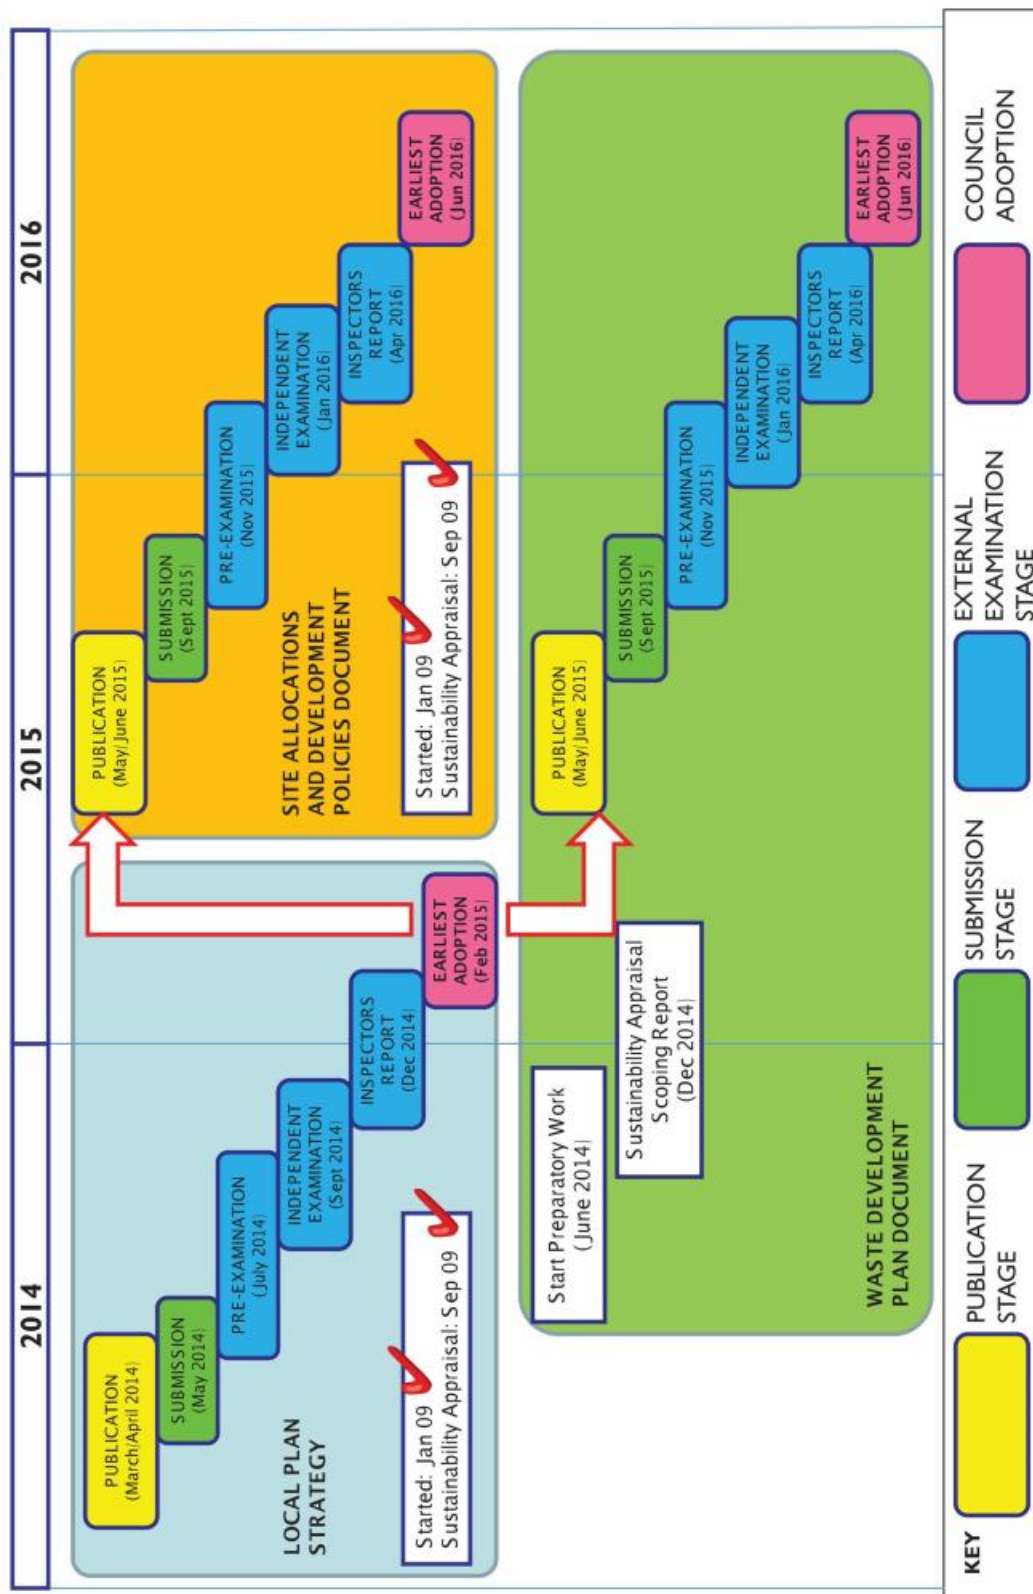 2014
2015
2016
PUBLICATION
(March/April 2014)
SUBMISSION
(May 2014)
PRE-EXAMINATION
(July 2014)
INDEPENDENT
EXAMINATION
(Sept 2014)
INSPECTORS
REPORT
(Dec 2014)
EARLIEST
ADOPTION
(Feb 2015)
LOCAL PLAN
STRATEGY
Started: Jan 09
Sustainability Appraisal: Sep 09
PUBLICATION
(May/June 2015)
SUBMISSION
(Sept 2015)
PRE-EXAMINATION
(Nov 2015)
INDEPENDENT
EXAMINATION
(Jan 2016)
INSPECTORS
REPORT
(Apr 2016)
EARLIEST
ADOPTION
(Jun 2016)
SITE ALLOCATIONS
AND DEVELOPMENT
POLICIES DOCUMENT
Started: Jan 09
Sustainability Appraisal: Sep 09
Start Preparatory Work
(June 2014)
Sustainability Appraisal
Scoping Report
(Dec 2014)
PUBLICATION
(May/June 2015)
SUBMISSION
(Sept 2015)
PRE-EXAMINATION
(Nov 2015)
INDEPENDENT
EXAMINATION
(Jan 2016)
INSPECTORS
REPORT
(Apr 2016)
EARLIEST
ADOPTION
(Jun 2016)
WASTE DEVELOPMENT
PLAN DOCUMENT
KEY
PUBLICATION
STAGE
SUBMISSION
STAGE
EXTERNAL
EXAMINATION
STAGE
COUNCIL
ADOPTION